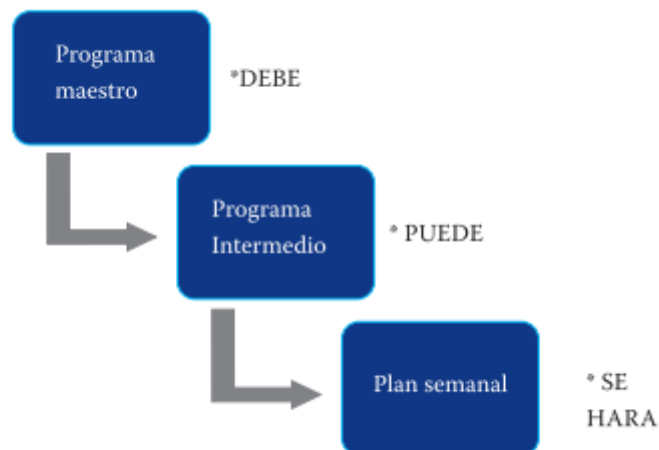 Programa
maestro
*DEBE
Programa
Intermedio
* PUEDE
Plan semanal
* SE
HARA